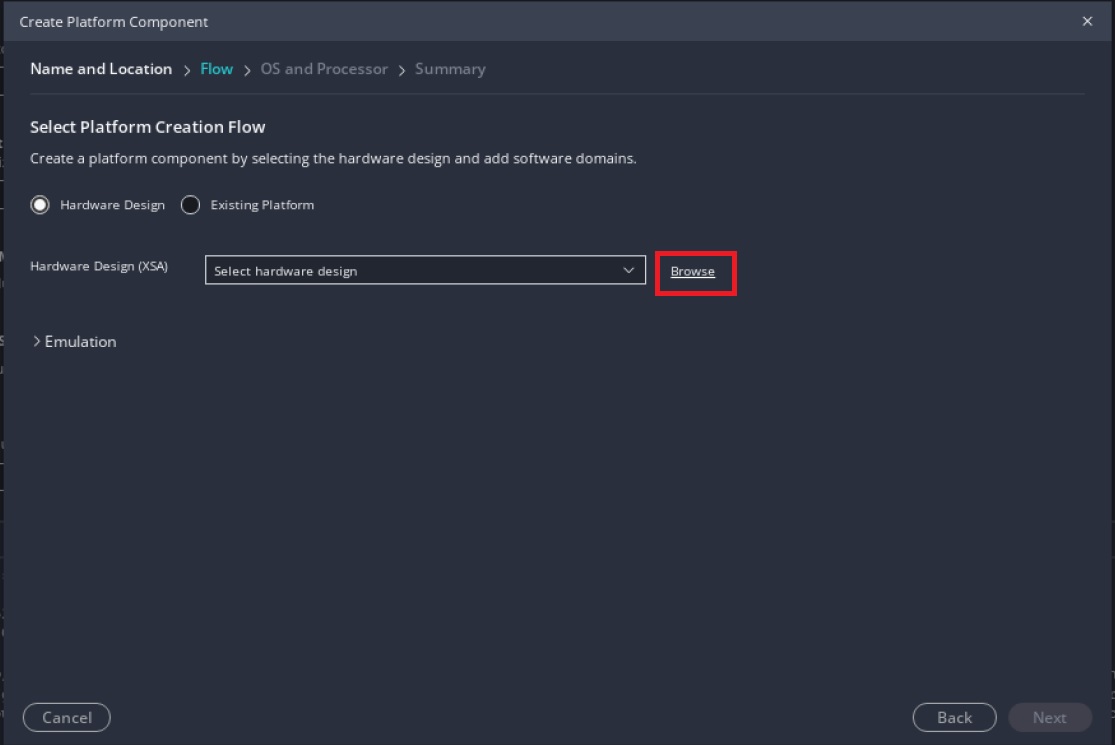 Create Platform Component
Name and Location > Flow > OS and Processor > Summary
Select Platform Creation Flow
Create a platform component by selecting the hardware design and add software domains.
Hardware Design Existing Platform
Hardware Design (XSA) Select hardware design Browse
Emulation
Cancel Back Next